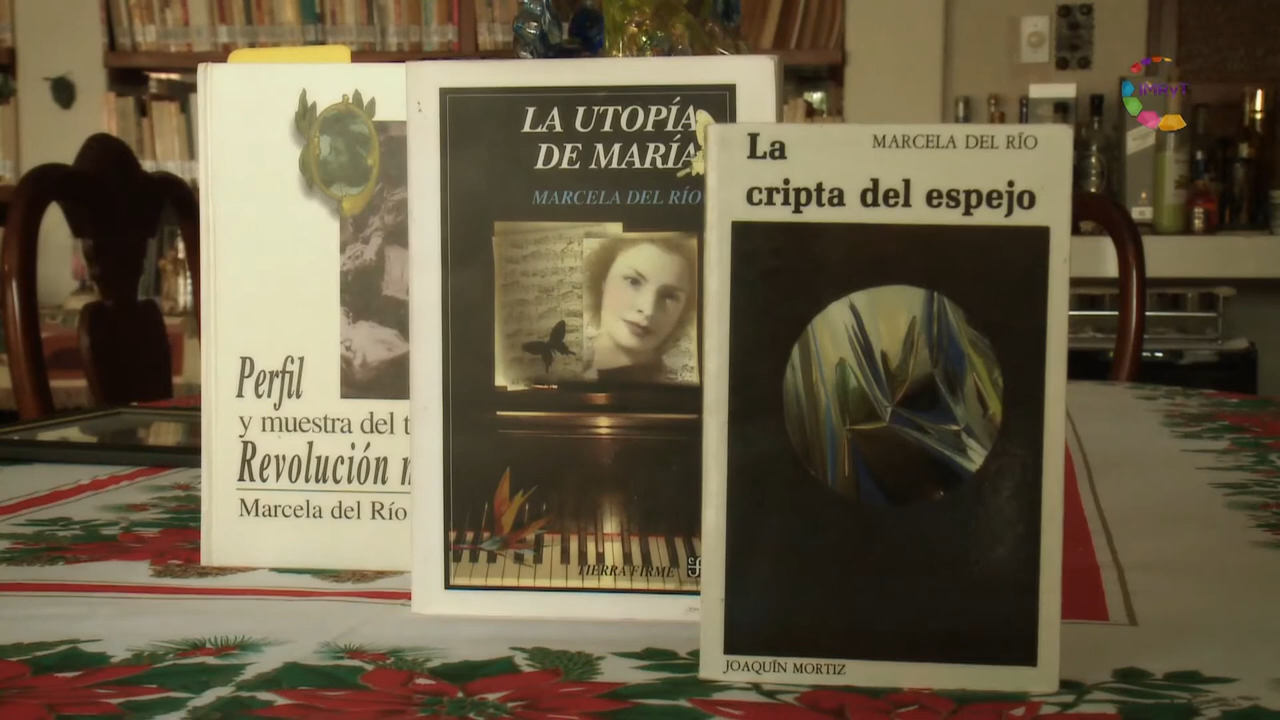 Perfil
y muestra del t
Revolución
Marcela del Río
LA UTOPÍA
DE MARÍA
MARCELA DEL RÍO
TIERRA FIRME
MARCELA DEL RÍO
La
cripta del espejo
JOAQUÍN MORTIZ
IMRyT